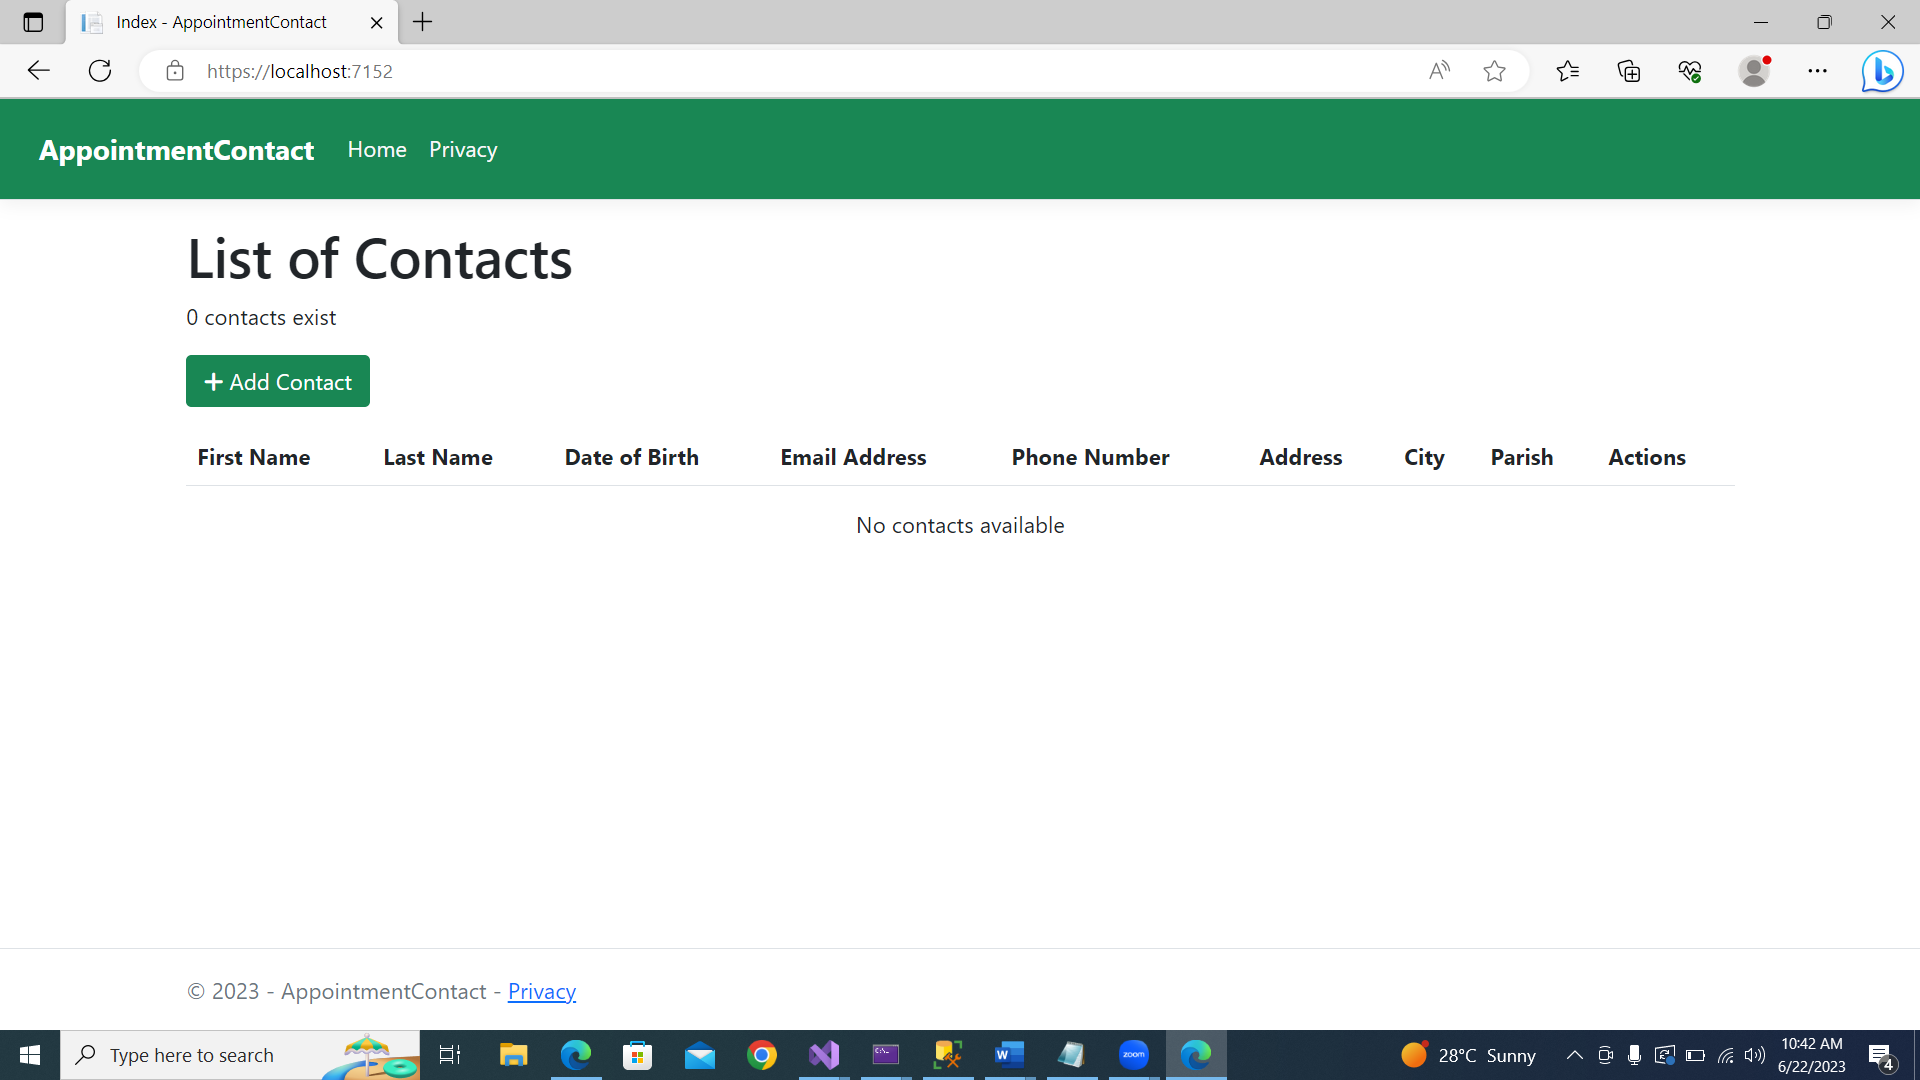 Index - AppointmentContact
https://localhost:7152
AppointmentContact Home Privacy
List of Contacts
0 contacts exist
+ Add Contact
First Name Last Name Date of Birth Email Address Phone Number Address City Parish Actions
No contacts available
© 2023 - AppointmentContact - Privacy
Type here to search
zoom
28°C Sunny
10:42 AM
6/22/2023
4